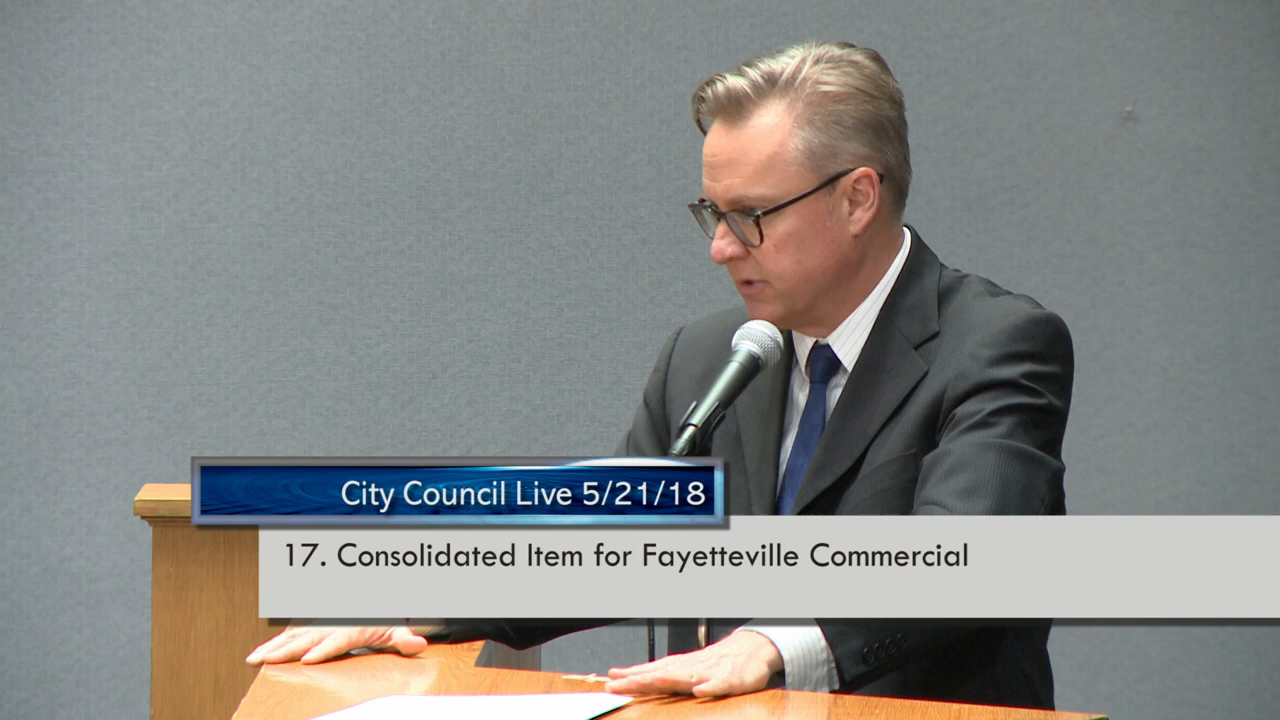 City Council Live 5/21/18
17. Consolidated Item for Fayetteville Commercial